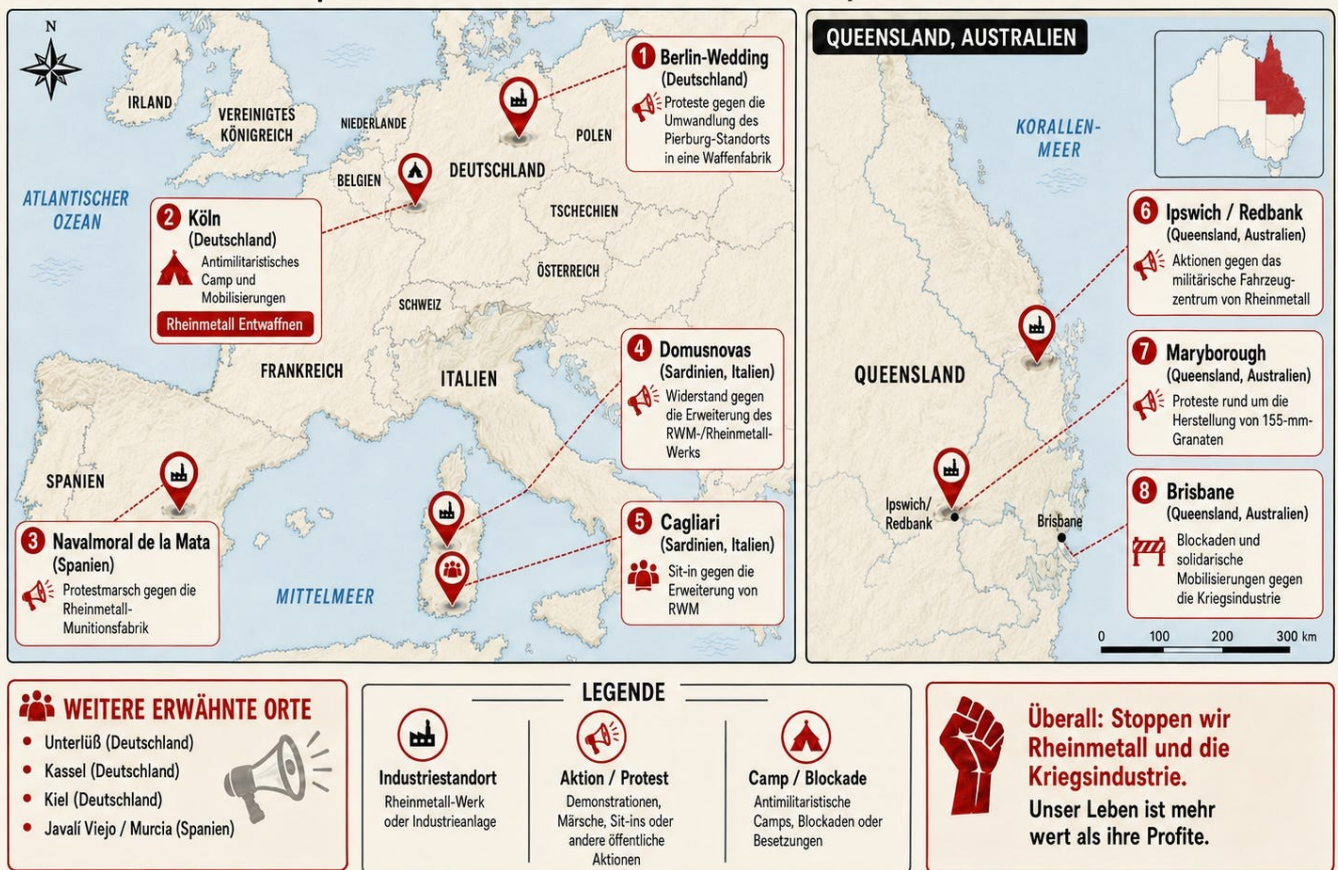 N
IRLAND
VEREINIGTES
KÖNIGREICH
NIEDERLANDE
BELGIEN
DEUTSCHLAND
POLEN
TSCHECHIEN
ÖSTERREICH
SCHWEIZ
FRANKREICH
ITALIEN
SPANIEN
ATLANTISCHER
OZEAN
MITTELMEER
1 Berlin-Wedding
(Deutschland)
Proteste gegen die
Umwandlung des
Pierburg-Standorts
in eine Waffenfabrik
2 Köln
(Deutschland)
Antimilitaristisches
Camp und
Mobilisierungen
Rheinmetall Entwaffnen
3 Navalmoral de la Mata
(Spanien)
Protestmarsch gegen die
Rheinmetall-
Munitionsfabrik
4 Domusnovas
(Sardinien, Italien)
Widerstand gegen
die Erweiterung des
RWM-/Rheinmetall-
Werks
5 Cagliari
(Sardinien, Italien)
Sit-in gegen die
Erweiterung von
RWM
QUEENSLAND, AUSTRALIEN
KORALLEN-
MEER
QUEENSLAND
Ipswich/
Redbank
Brisbane
6 Ipswich / Redbank
(Queensland, Australien)
Aktionen gegen das
militärische Fahrzeug-
zentrum von Rheinmetall
7 Maryborough
(Queensland, Australien)
Proteste rund um die
Herstellung von 155-mm-
Granaten
8 Brisbane
(Queensland, Australien)
Blockaden und
solidarische
Mobilisierungen gegen
die Kriegsindustrie
0 100 200 300 km
WEITERE ERWÄHNTE ORTE
• Unterlüß (Deutschland)
• Kassel (Deutschland)
• Kiel (Deutschland)
• Javalí Viejo / Murcia (Spanien)
LEGENDE
Industriestandort
Rheinmetall-Werk
oder Industrieanlage
Aktion / Protest
Demonstrationen,
Märsche, Sit-ins oder
andere öffentliche
Aktionen
Camp / Blockade
Antimilitaristische
Camps, Blockaden oder
Besetzungen
Überall: Stoppen wir
Rheinmetall und die
Kriegsindustrie.
Unser Leben ist mehr
wert als ihre Profite.